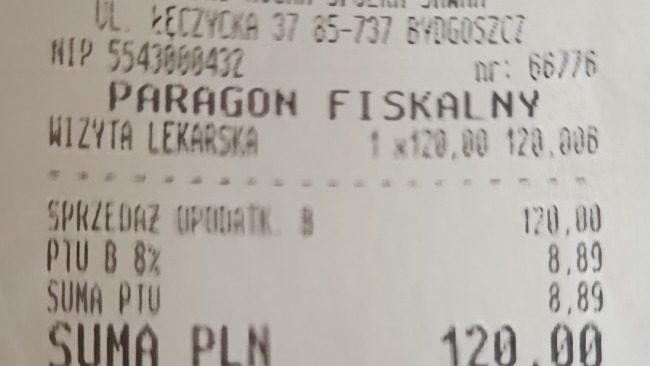 UL. ŁĘCZYCKA 37 85-737 BYDGOSZCZ
NIP 5543000432 nr: 66776
PARAGON FISKALNY
WIZYTA LEKARSKA 1 x120,00 120,00B
SPRZEDAŻ OPODATK. B 120,00
PTU B 8% 8,89
SUMA PTU 8,89
SUMA PLN 120,00